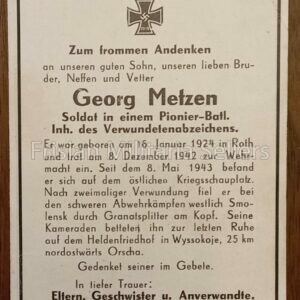 Zum frommen Andenken
an unseren guten Sohn, unseren lieben Bru-
der, Neffen und Vetter
Georg Metzen
Soldat in einem Pionier-Batl.
Inh. des Verwundetenabzeichens.
Er war geboren am 16. Januar 1924 in Roth
und trat am 8. Dezember 1942 zur Wehr-
macht ein. Seit dem 8. Mai 1943 befand
er sich auf dem östlichen Kriegsschauplatz.
Nach zweimaliger Verwundung fiel er bei
den schweren Abwehrkämpfen westlich Smo-
lensk durch Granatsplitter am Kopf. Seine
Kameraden betteten ihn zur letzten Ruhe
auf dem Heldenfriedhof in Wyssokoje, 25 km
nordostwärts Orscha.
Gedenket seiner im Gebete.
In tiefer Trauer:
Eltern, Geschwister u. Anverwandte.